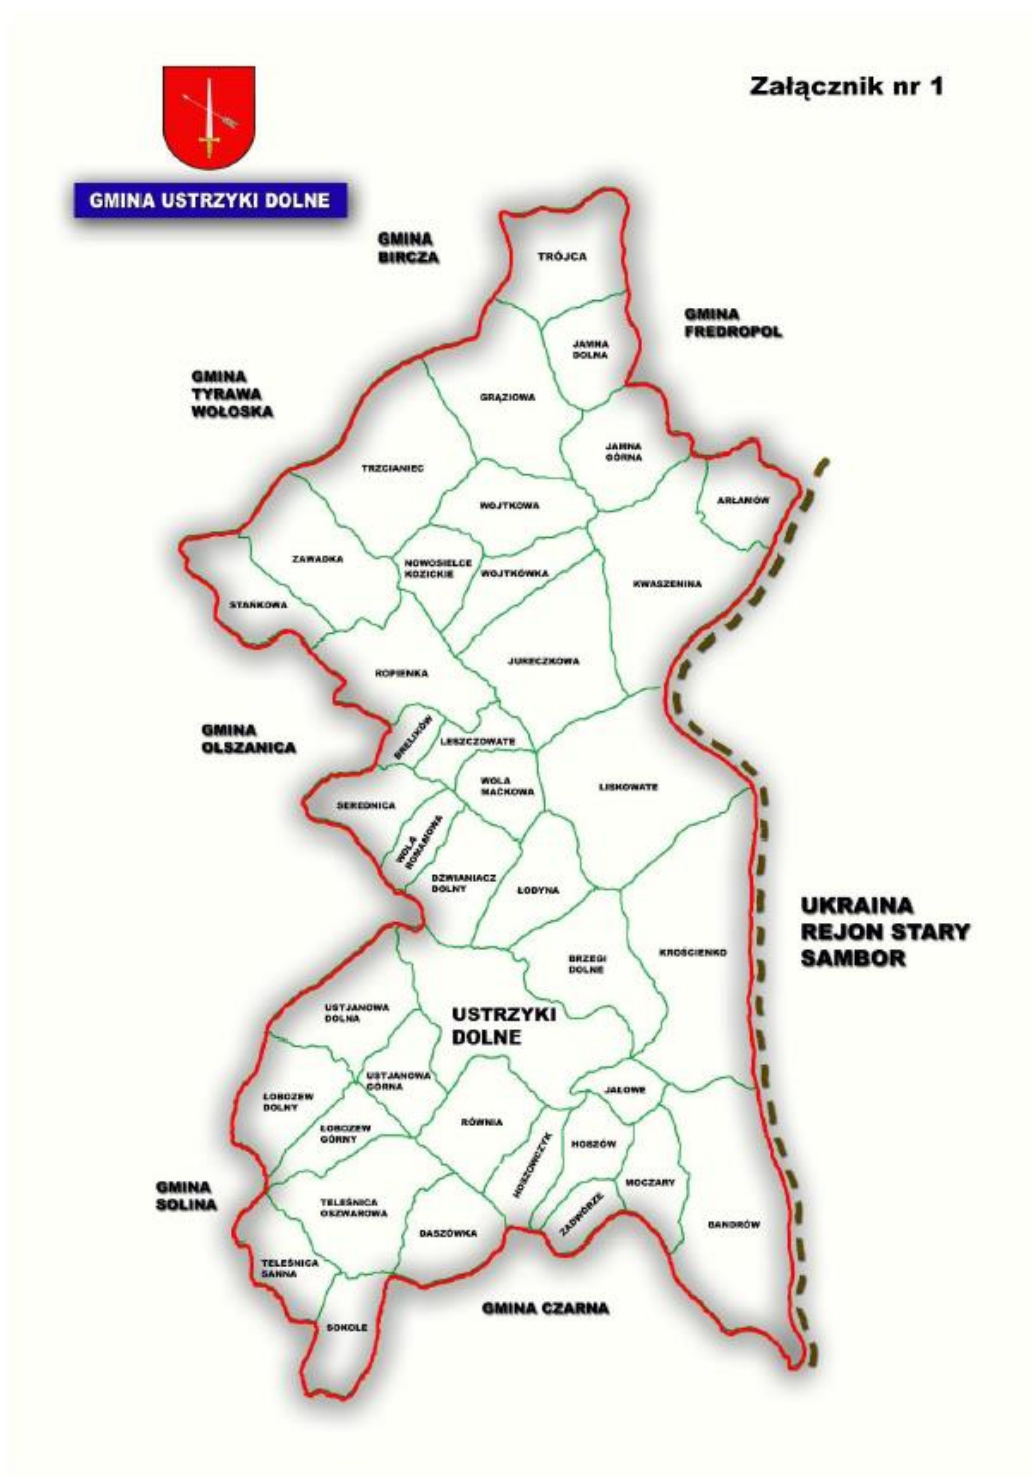 Załącznik nr 1
GMINA USTRZYKI DOLNE
GMINA
BIRCZA
TRÓJCA
GMINA
FREDROPOL
JAMNA
DOLNA
GMINA
TYRAWA
WOŁOSKA
GRĄZIOWA
JAMNA
GÓRNA
TRZCIANIEC
ARŁAMÓW
WOJTKOWA
ZAWADKA
NOWOSIELCE
KOZICKIE
WOJTKÓWKA
KWASZENINA
STAŃKOWA
JURECZKOWA
ROPIENKA
GMINA
OLSZANICA
BRELIKÓW
LESZCZOWATE
WOLA
MAĆKOWA
LISKOWATE
SEREDNICA
WOLA
ROMANOWA
DZWINIACZ
DOLNY
ŁODYNA
UKRAINA
REJON STARY
SAMBOR
KROŚCIENKO
BRZEGI
DOLNE
USTJANOWA
DOLNA
USTRZYKI
DOLNE
USTJANOWA
GÓRNA
JAŁOWE
ŁOBOZEW
DOLNY
ŁOBOZEW
GÓRNY
RÓWNIA
HOSZOWCZYK
HOSZÓW
MOCZARY
GMINA
SOLINA
TELEŚNICA
OSZWAROWA
ZADWÓRZE
BANDRÓW
DASZÓWKA
TELEŚNICA
SANNA
GMINA CZARNA
SOKOLE